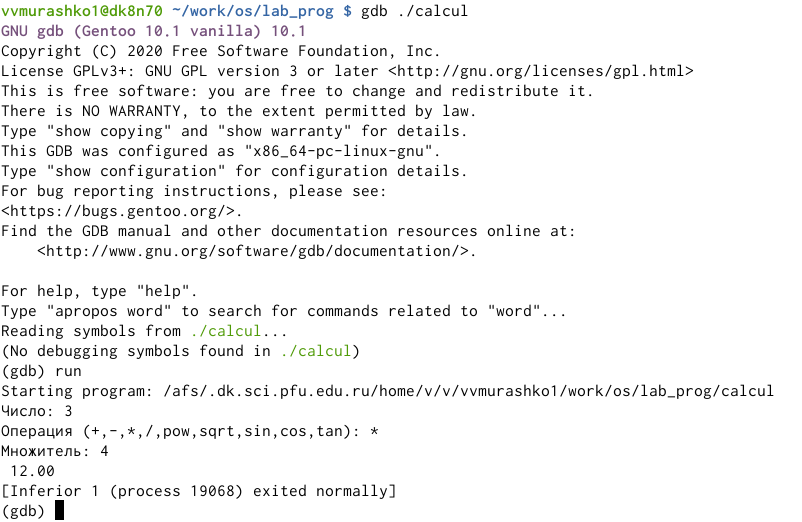 vvmurashko1@dk8n70 ~/work/os/lab_prog $ gdb ./calcul
GNU gdb (Gentoo 10.1 vanilla) 10.1
Copyright (C) 2020 Free Software Foundation, Inc.
License GPLv3+: GNU GPL version 3 or later <http://gnu.org/licenses/gpl.html>
This is free software: you are free to change and redistribute it.
There is NO WARRANTY, to the extent permitted by law.
Type "show copying" and "show warranty" for details.
This GDB was configured as "x86_64-pc-linux-gnu".
Type "show configuration" for configuration details.
For bug reporting instructions, please see:
<https://bugs.gentoo.org/>.
Find the GDB manual and other documentation resources online at:
    <http://www.gnu.org/software/gdb/documentation/>.

For help, type "help".
Type "apropos word" to search for commands related to "word"...
Reading symbols from ./calcul...
(No debugging symbols found in ./calcul)
(gdb) run
Starting program: /afs/.dk.sci.pfu.edu.ru/home/v/v/vvmurashko1/work/os/lab_prog/calcul
Число: 3
Операция (+,-,*,/,pow,sqrt,sin,cos,tan): *
Множитель: 4
 12.00
[Inferior 1 (process 19068) exited normally]
(gdb)